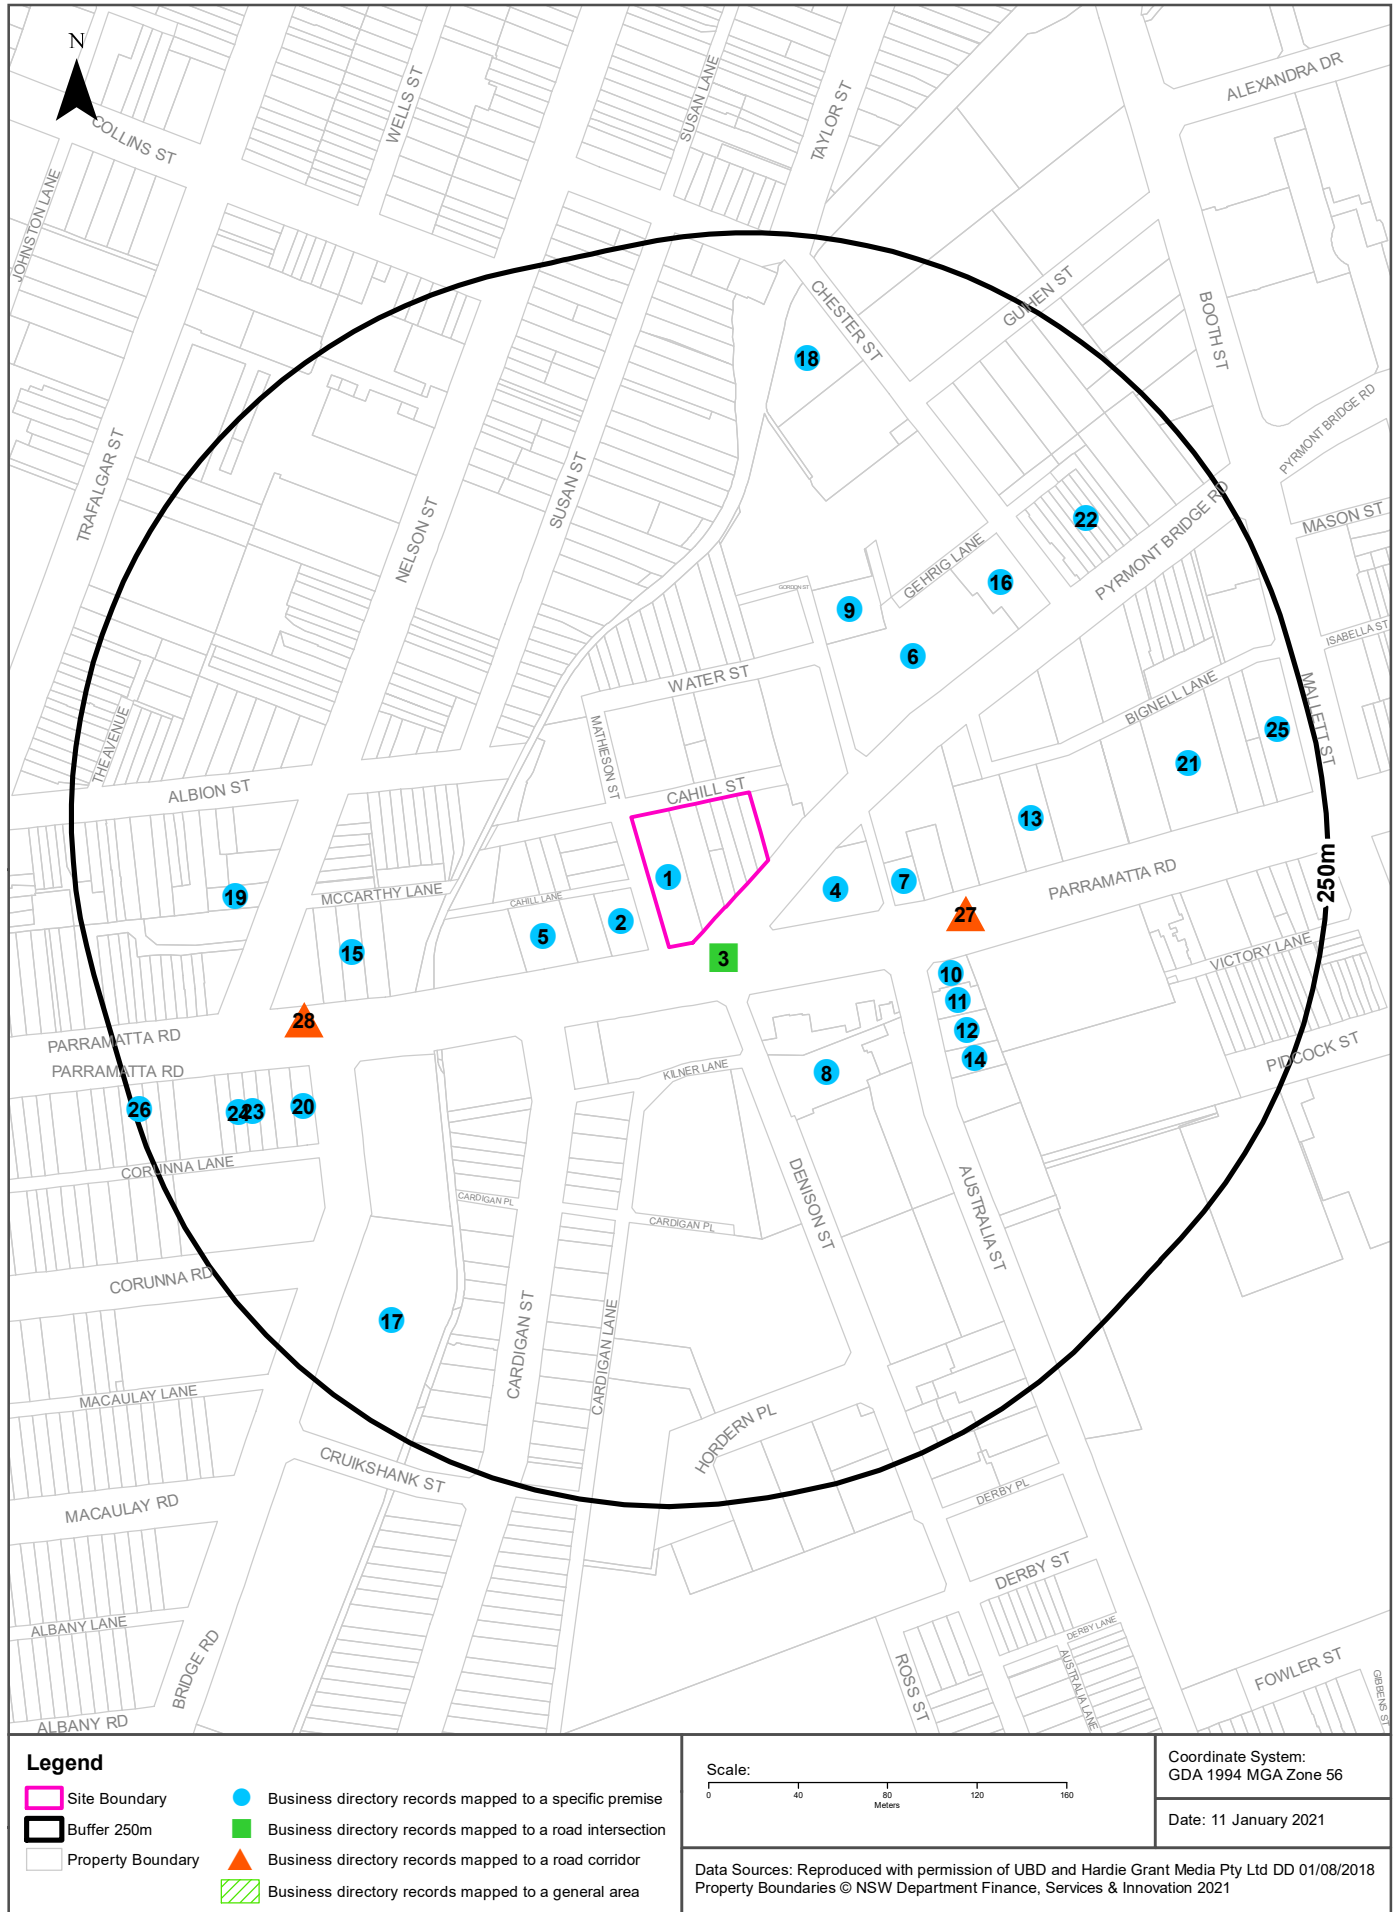 N
COLLINS ST
WELLS ST
SUSAN LANE
TAYLOR ST
ALEXANDRA DR
JOHNSTON LANE
CHESTER ST
GUIHEN ST
BOOTH ST
18
PYRMONT BRIDGE RD
TRAFALGAR ST
NELSON ST
SUSAN ST
22
PYRMONT BRIDGE RD
MASON ST
GEHRIG LANE
16
GORDON ST
9
6
ISABELLA ST
WATER ST
BIGNELL LANE
MALLETT ST
THE AVENUE
MATHIESON ST
25
21
ALBION ST
CAHILL ST
13
250m
19
MCCARTHY LANE
CAHILL LANE
1
4
7
PARRAMATTA RD
2
5
27
15
3
10
VICTORY LANE
11
28
12
PARRAMATTA RD
14
PIDCOCK ST
PARRAMATTA RD
KILNER LANE
8
26
24
23
20
CORUNNA LANE
DENISON ST
AUSTRALIA ST
CARDIGAN PL
CARDIGAN PL
CORUNNA RD
17
CARDIGAN ST
CARDIGAN LANE
MACAULAY LANE
HORDERN PL
CRUIKSHANK ST
MACAULAY RD
DERBY PL
DERBY ST
ALBANY LANE
DERBY LANE
BRIDGE RD
ROSS ST
AUSTRALIA LANE
FOWLER ST
GIBBENS ST
ALBANY RD
Legend
Site Boundary
Buffer 250m
Property Boundary
Business directory records mapped to a specific premise
Business directory records mapped to a road intersection
Business directory records mapped to a road corridor
Business directory records mapped to a general area
Scale:
0 40 80 120 160
Meters
Coordinate System:
GDA 1994 MGA Zone 56
Date: 11 January 2021
Data Sources: Reproduced with permission of UBD and Hardie Grant Media Pty Ltd DD 01/08/2018
Property Boundaries © NSW Department Finance, Services & Innovation 2021